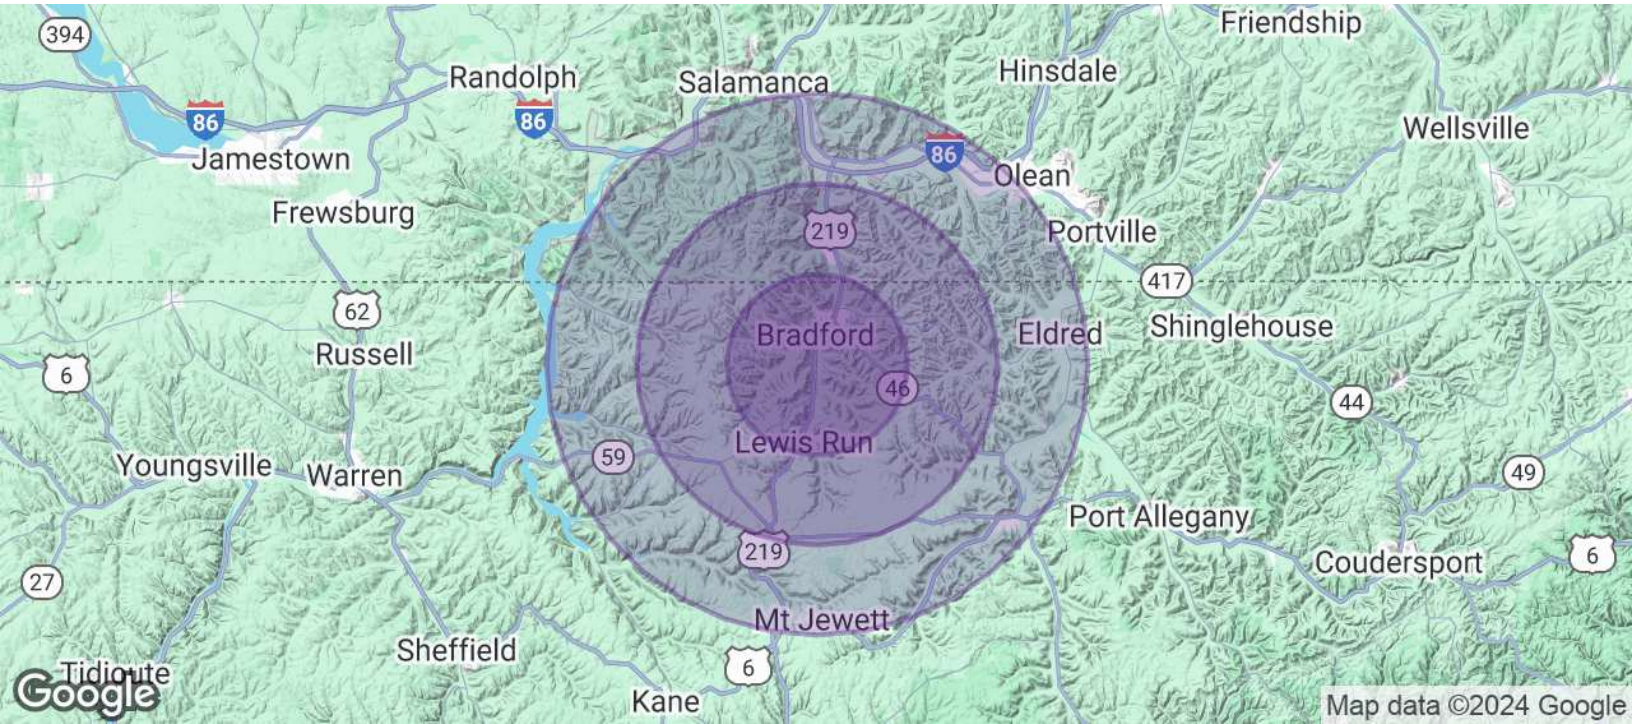 Friendship
394
Hinsdale
Randolph
Salamanca
86
86
Wellsville
86
Jamestown
Olean
Frewsburg
219
Portville
417
62
Bradford
Eldred
Shinglehouse
Russell
6
46
44
Lewis Run
59
Youngsville
Warren
49
Port Allegany
219
Coudersport
6
27
Mt Jewett
Sheffield
6
Tidioute
Google
Kane
Map data ©2024 Google